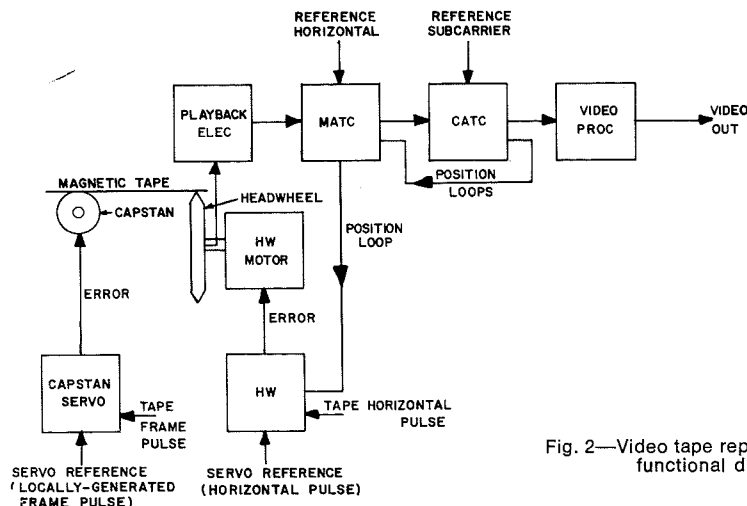 REFERENCE
HORIZONTAL
REFERENCE
SUBCARRIER
PLAYBACK
ELEC
MATC
CATC
VIDEO
PROC
VIDEO
OUT
POSITION
LOOPS
MAGNETIC TAPE
CAPSTAN
HEADWHEEL
HW
MOTOR
POSITION
LOOP
ERROR
ERROR
CAPSTAN
SERVO
TAPE
FRAME
PULSE
HW
TAPE HORIZONTAL
PULSE
SERVO REFERENCE
(LOCALLY-GENERATED
FRAME PULSE)
SERVO REFERENCE
(HORIZONTAL PULSE)
Fig. 2—Video tape rep
functional d